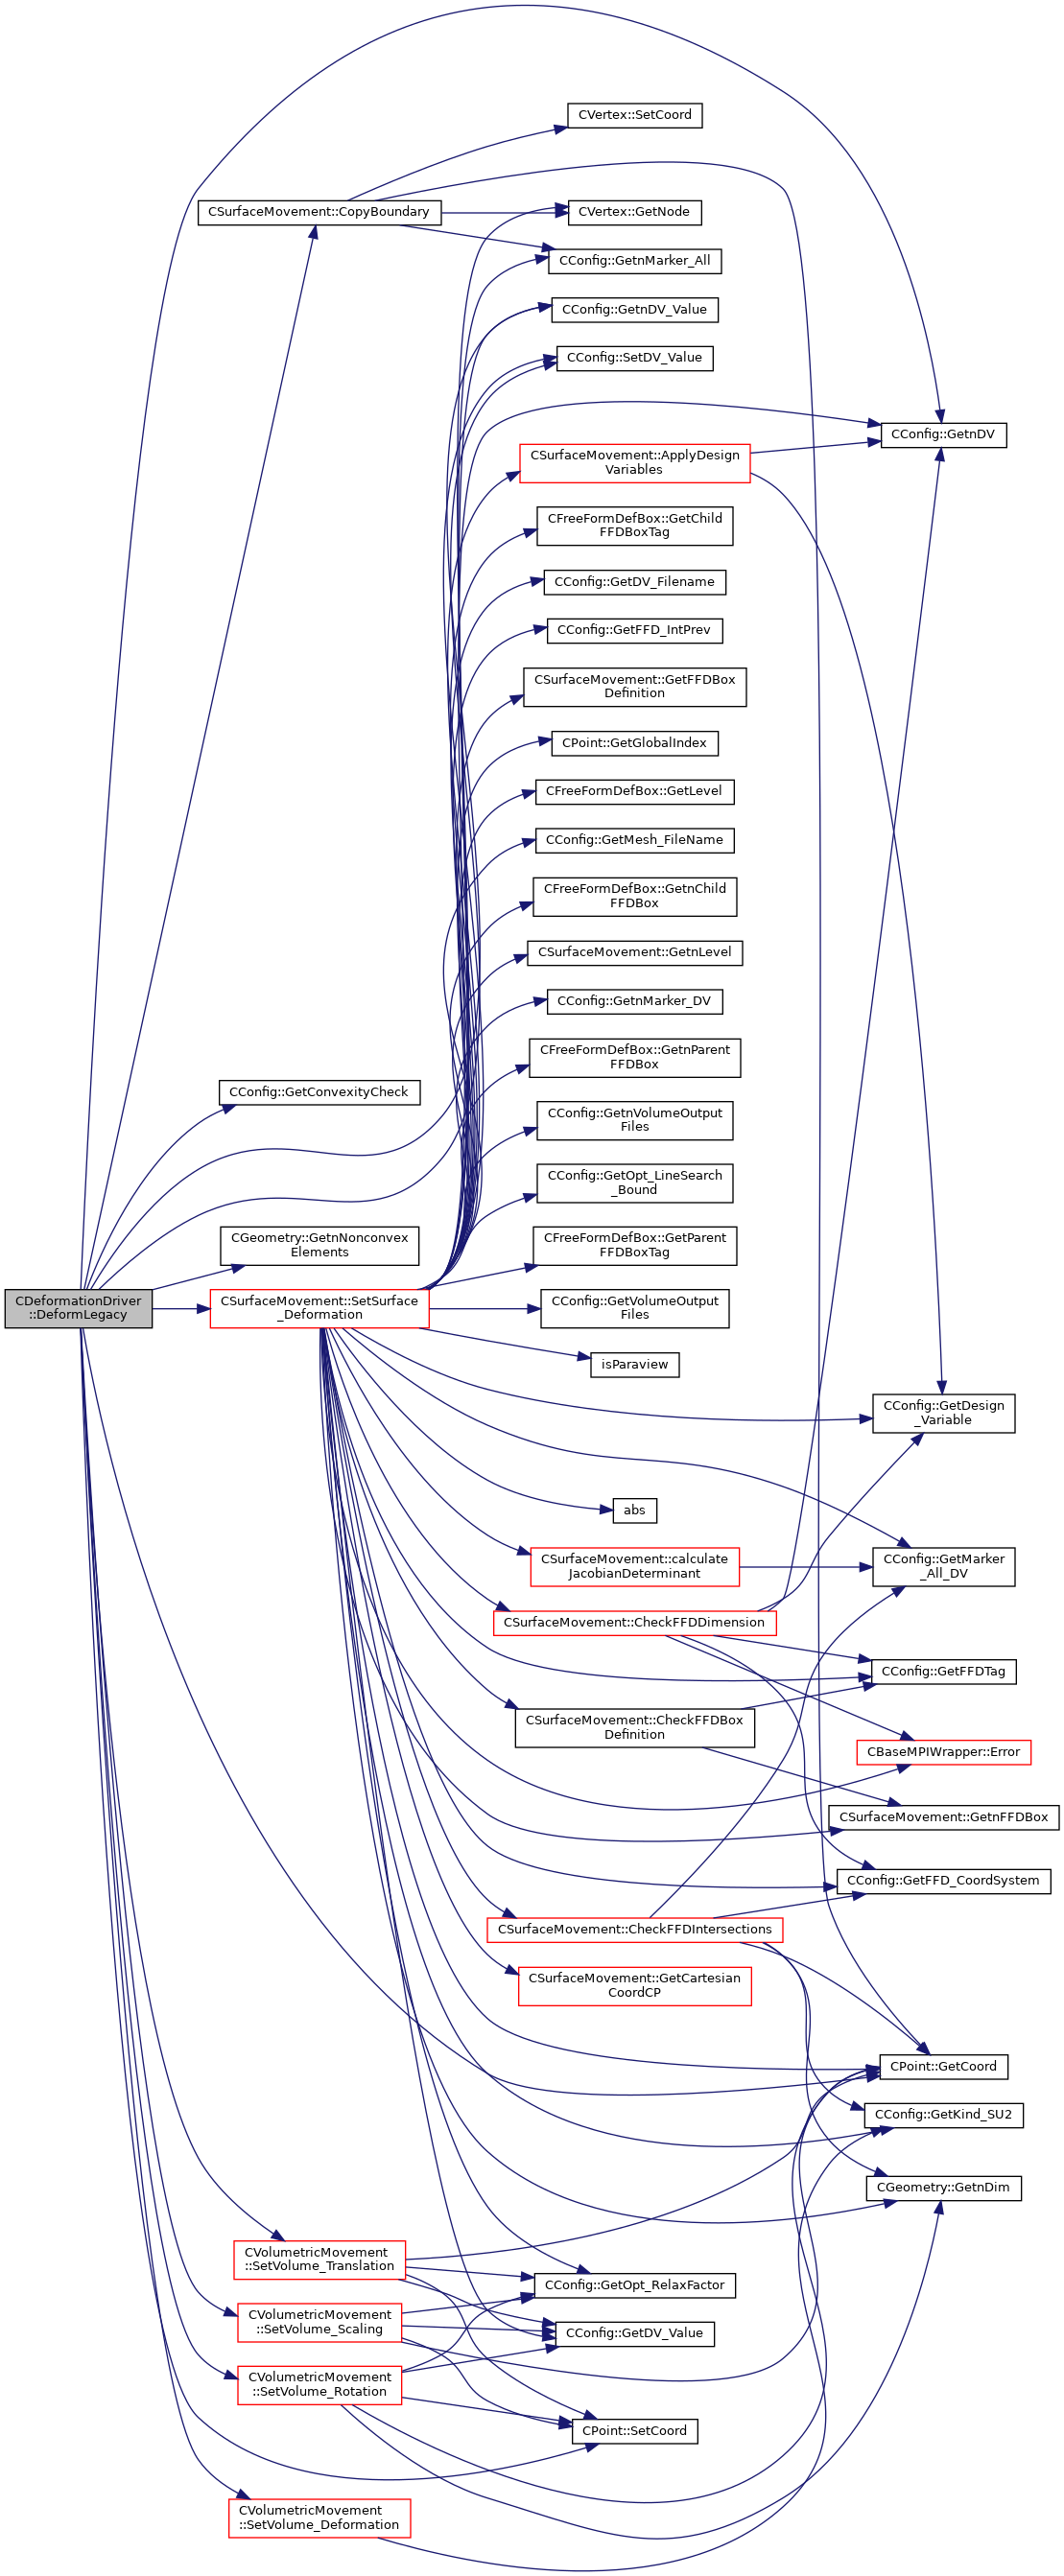 CVertex::SetCoord
CSurfaceMovement::CopyBoundary
CVertex::GetNode
CConfig::GetnMarker_All
CConfig::GetnDV_Value
CConfig::SetDV_Value
CConfig::GetnDV
CSurfaceMovement::ApplyDesign
Variables
CFreeFormDefBox::GetChild
FFDBoxTag
CConfig::GetDV_Filename
CConfig::GetFFD_IntPrev
CSurfaceMovement::GetFFDBox
Definition
CPoint::GetGlobalIndex
CFreeFormDefBox::GetLevel
CConfig::GetMesh_FileName
CFreeFormDefBox::GetnChild
FFDBox
CSurfaceMovement::GetnLevel
CConfig::GetnMarker_DV
CFreeFormDefBox::GetnParent
FFDBox
CConfig::GetConvexityCheck
CConfig::GetnVolumeOutput
Files
CConfig::GetOpt_LineSearch
_Bound
CGeometry::GetnNonconvex
Elements
CFreeFormDefBox::GetParent
FFDBoxTag
CDeformationDriver
::DeformLegacy
CSurfaceMovement::SetSurface
_Deformation
CConfig::GetVolumeOutput
Files
isParaview
CConfig::GetDesign
_Variable
abs
CSurfaceMovement::calculate
JacobianDeterminant
CConfig::GetMarker
_All_DV
CSurfaceMovement::CheckFFDDimension
CConfig::GetFFDTag
CSurfaceMovement::CheckFFDBox
Definition
CBaseMPIWrapper::Error
CSurfaceMovement::GetnFFDBox
CConfig::GetFFD_CoordSystem
CSurfaceMovement::CheckFFDIntersections
CSurfaceMovement::GetCartesian
CoordCP
CPoint::GetCoord
CConfig::GetKind_SU2
CGeometry::GetnDim
CVolumetricMovement
::SetVolume_Translation
CConfig::GetOpt_RelaxFactor
CVolumetricMovement
::SetVolume_Scaling
CConfig::GetDV_Value
CVolumetricMovement
::SetVolume_Rotation
CPoint::SetCoord
CVolumetricMovement
::SetVolume_Deformation